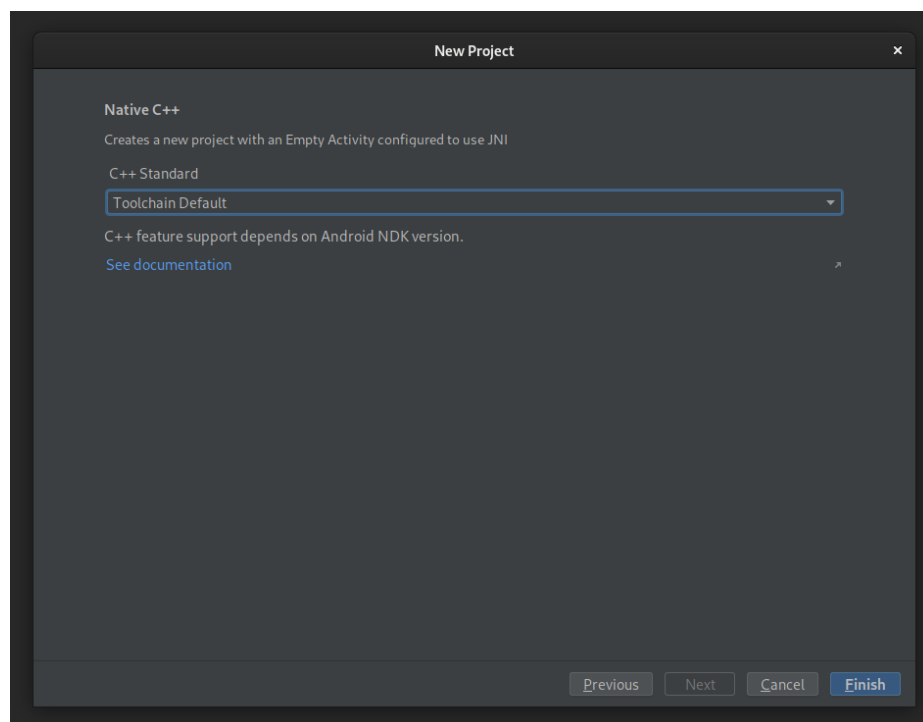 New Project
Native C++
Creates a new project with an Empty Activity configured to use JNI
C++ Standard
Toolchain Default
C++ feature support depends on Android NDK version.
See documentation
Previous Next Cancel Finish